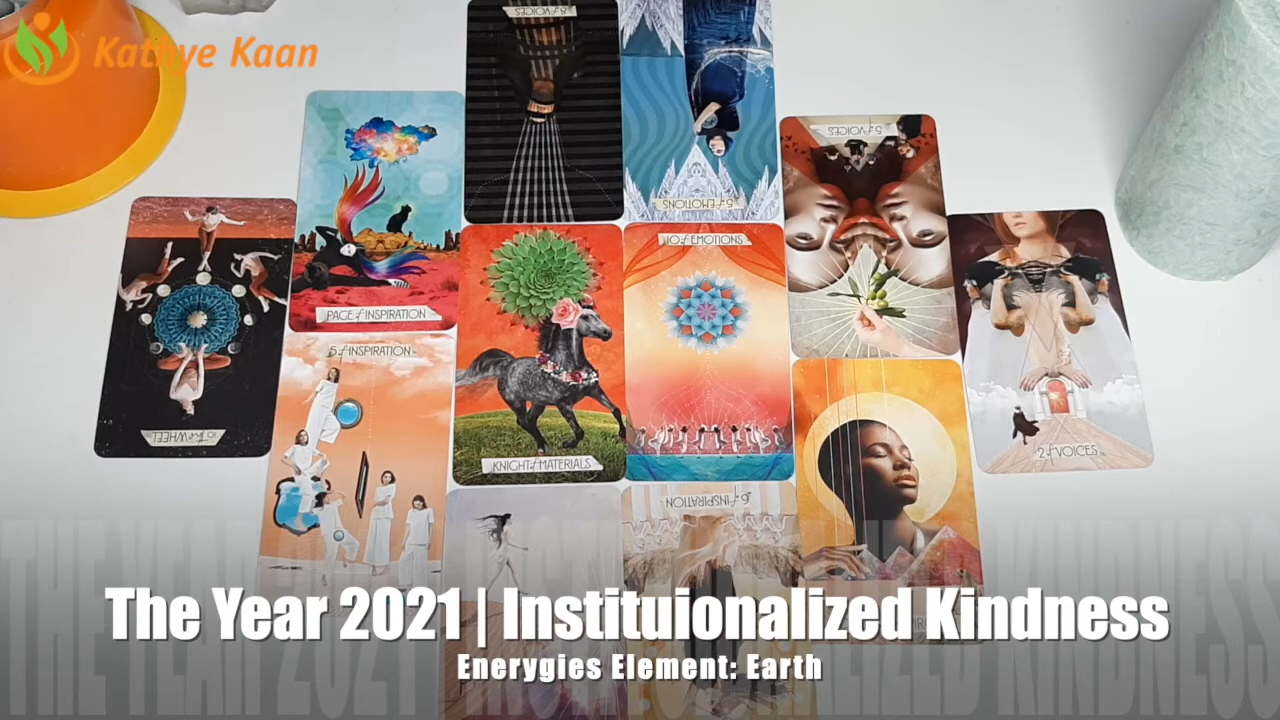 Kathye Kaan
8 of VOICES
5 of EMOTIONS
5 of VOICES
PAGE of INSPIRATION
10 of EMOTIONS
5 of INSPIRATION
10 the WHEEL
KNIGHT of MATERIALS
2 of VOICES
6 of INSPIRATION
The Year 2021 | Instituionalized Kindness
Enerygies Element: Earth